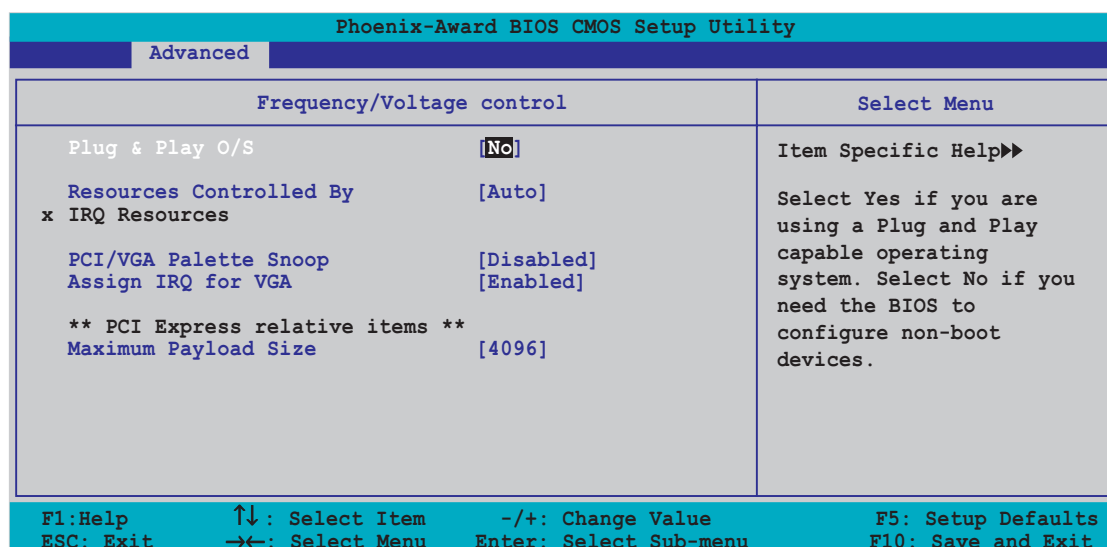 Phoenix-Award BIOS CMOS Setup Utility
Advanced
Frequency/Voltage control
Select Menu
Plug & Play O/S [No]
Resources Controlled By [Auto]
x IRQ Resources
PCI/VGA Palette Snoop [Disabled]
Assign IRQ for VGA [Enabled]
** PCI Express relative items **
Maximum Payload Size [4096]
Item Specific Help▶▶
Select Yes if you are
using a Plug and Play
capable operating
system. Select No if you
need the BIOS to
configure non-boot
devices.
F1:Help ↑↓: Select Item -/+: Change Value F5: Setup Defaults
ESC: Exit →←: Select Menu Enter: Select Sub-menu F10: Save and Exit